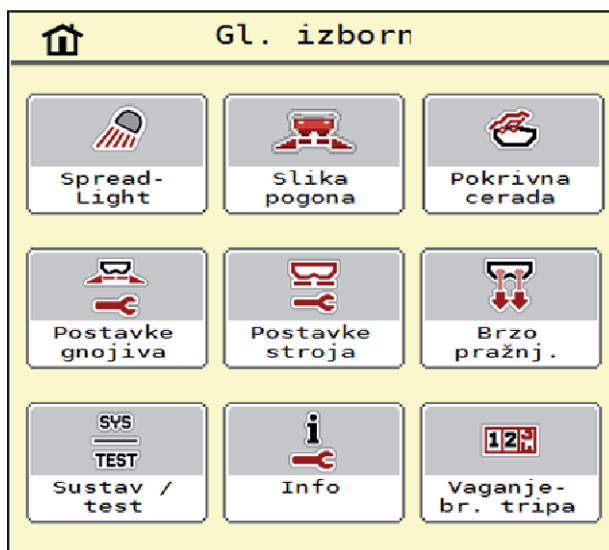 Gl. izborn
Spread-
Light
Slika
pogona
Pokrivna
cerada
Postavke
gnojiva
Postavke
stroja
Brzo
pražnj.
SYS
TEST
Sustav /
test
i
Info
12
Vaganje-
br. tripa